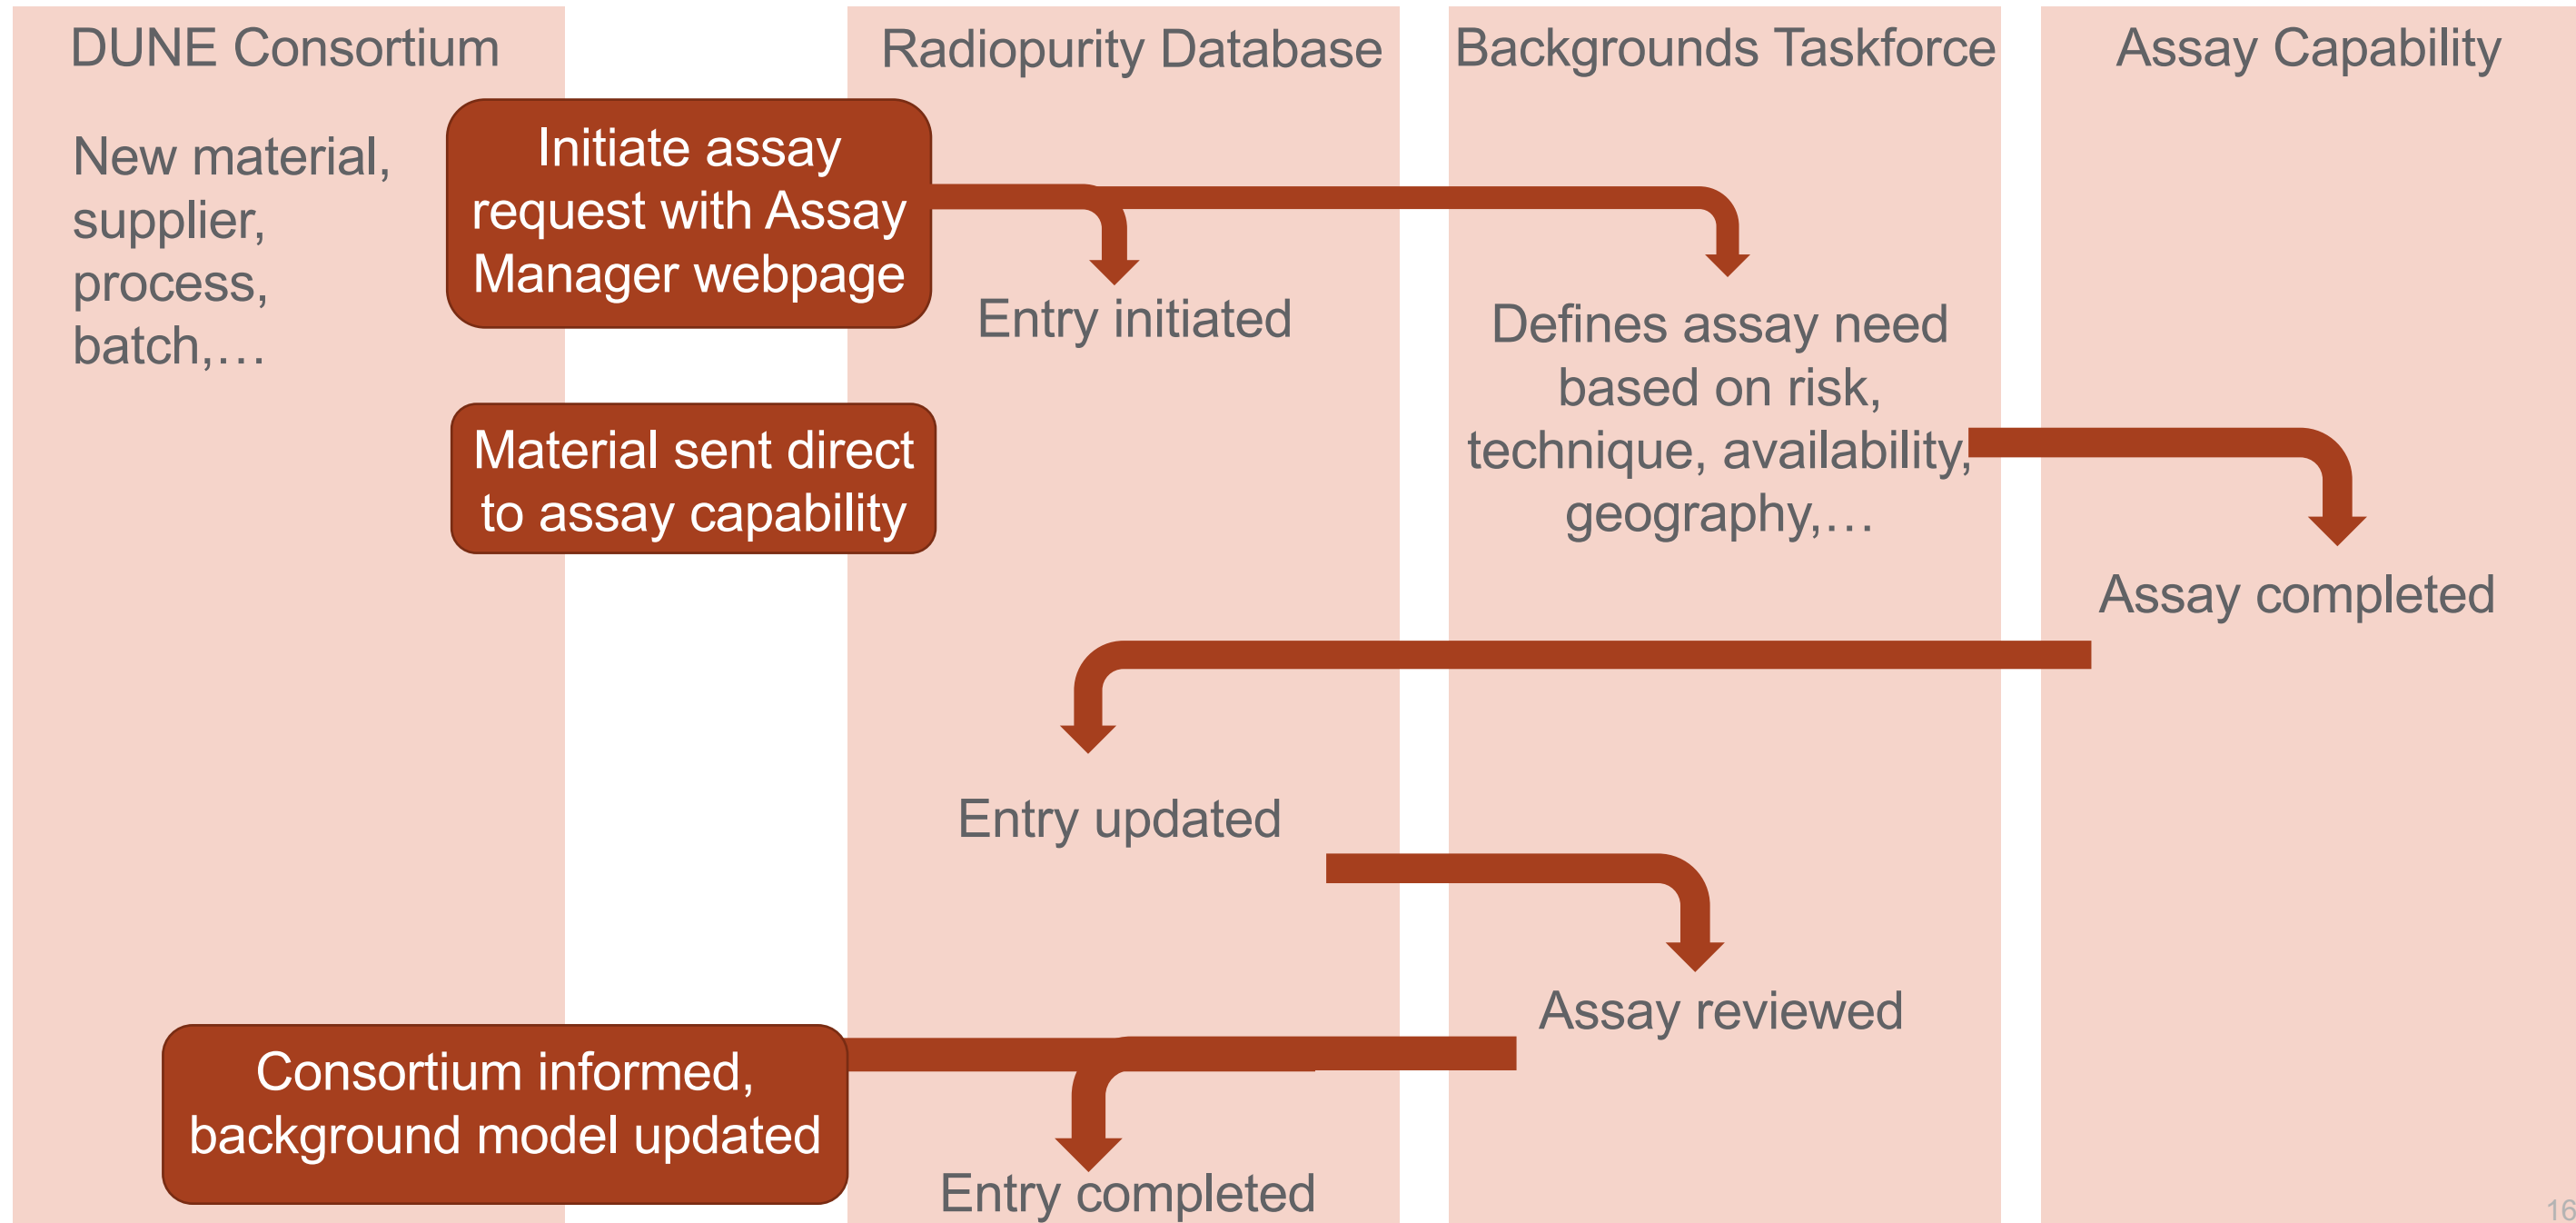 DUNE Consortium
Radiopurity Database
Backgrounds Taskforce
Assay Capability
New material,
supplier,
process,
batch,…
Initiate assay
request with Assay
Manager webpage
Entry initiated
Defines assay need
based on risk,
technique, availability,
geography,…
Material sent direct
to assay capability
Assay completed
Entry updated
Assay reviewed
Consortium informed,
background model updated
Entry completed
16